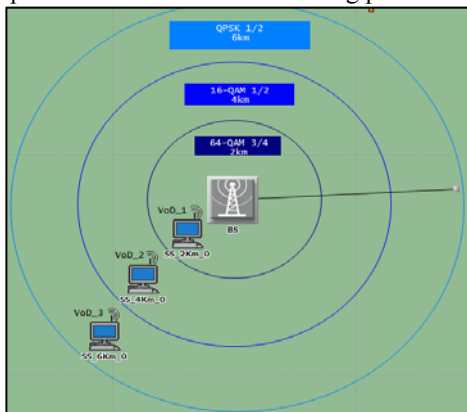 QPSK 1/2
6km
16-QAM 1/2
4km
64-QAM 3/4
2km
VoD_1
BS
SS_2Km_0
VoD_2
SS_4Km_0
VoD_3
SS_6Km_0